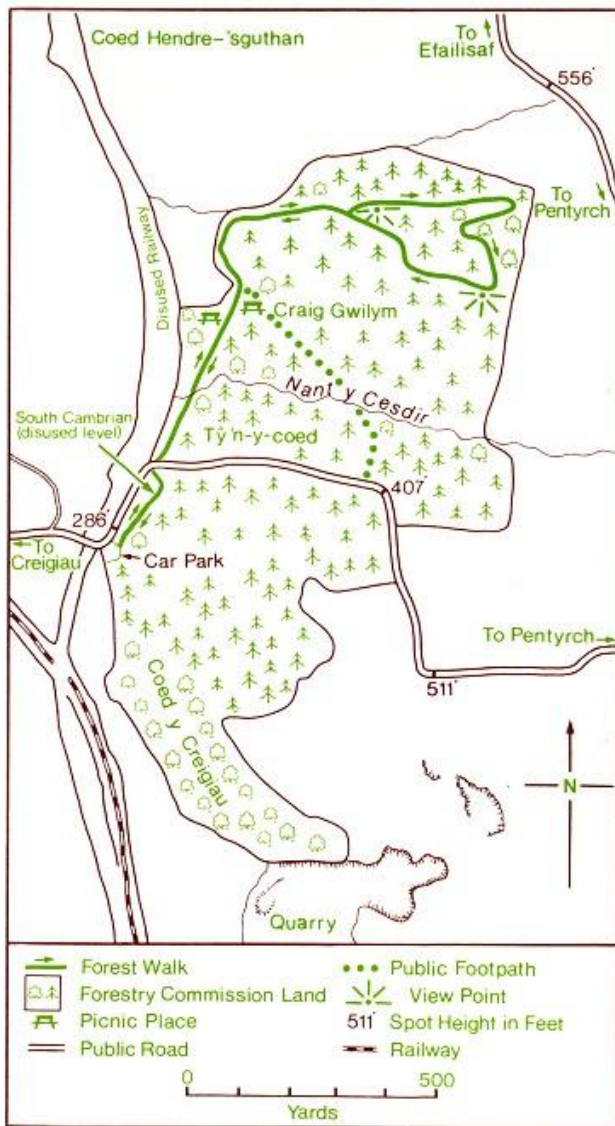 Coed Hendre-'sguthan
To
Efailisaf
556'
To
Pentyrch
Disused Railway
Craig Gwilym
Nant y Cesdir
South Cambrian
(disused level)
Tŷ'n-y-coed
407'
286'
To
Creigiau
Car Park
To Pentyrch
511'
Coed y Creigiau
N
Quarry
Forest Walk
Public Footpath
Forestry Commission Land
View Point
Picnic Place
511' Spot Height in Feet
Public Road
Railway
0
500
Yards